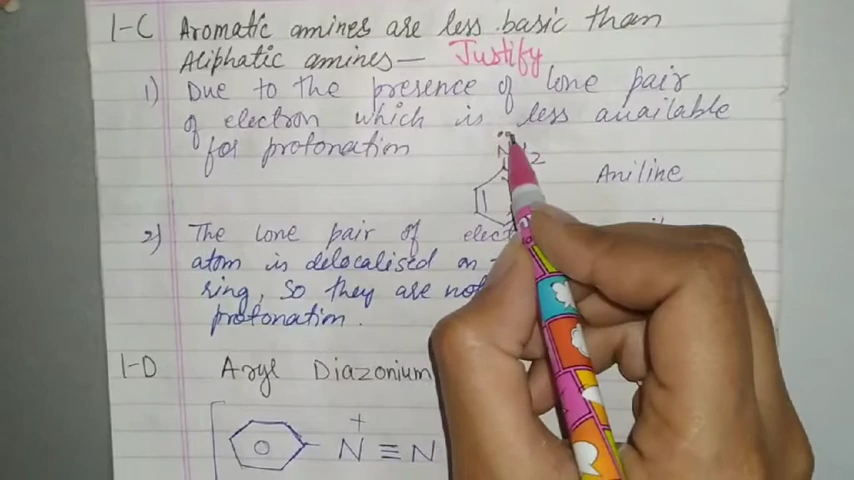 1-C Aromatic amines are less basic than
Aliphatic amines— Justify
1) Due to the presence of lone pair
of electron which is less available
for protonation
NH2
Aniline
2) The lone pair of elect
atom is delocalised on
ring, so they are not
protonation.
1-D Aryl Diazonium
+
N ≡ N